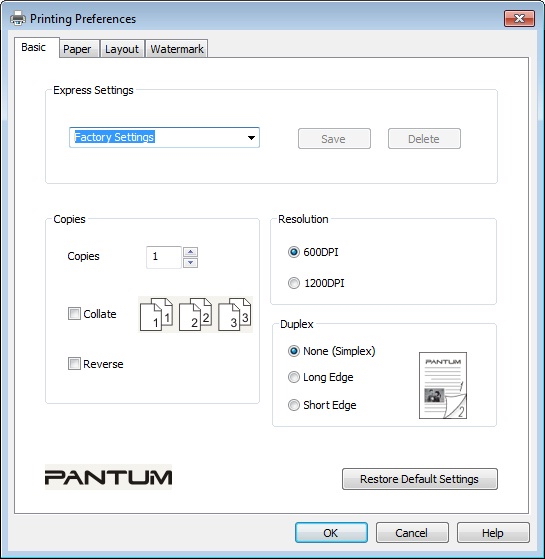 Printing Preferences
Basic Paper Layout Watermark
Express Settings
Factory Settings Save Delete
Copies
Copies 1
Collate 1 1 2 2 3 3
Reverse
Resolution
600DPI
1200DPI
Duplex
None (Simplex)
Long Edge
Short Edge
PANTUM
1
2
PANTUM
Restore Default Settings
OK Cancel Help